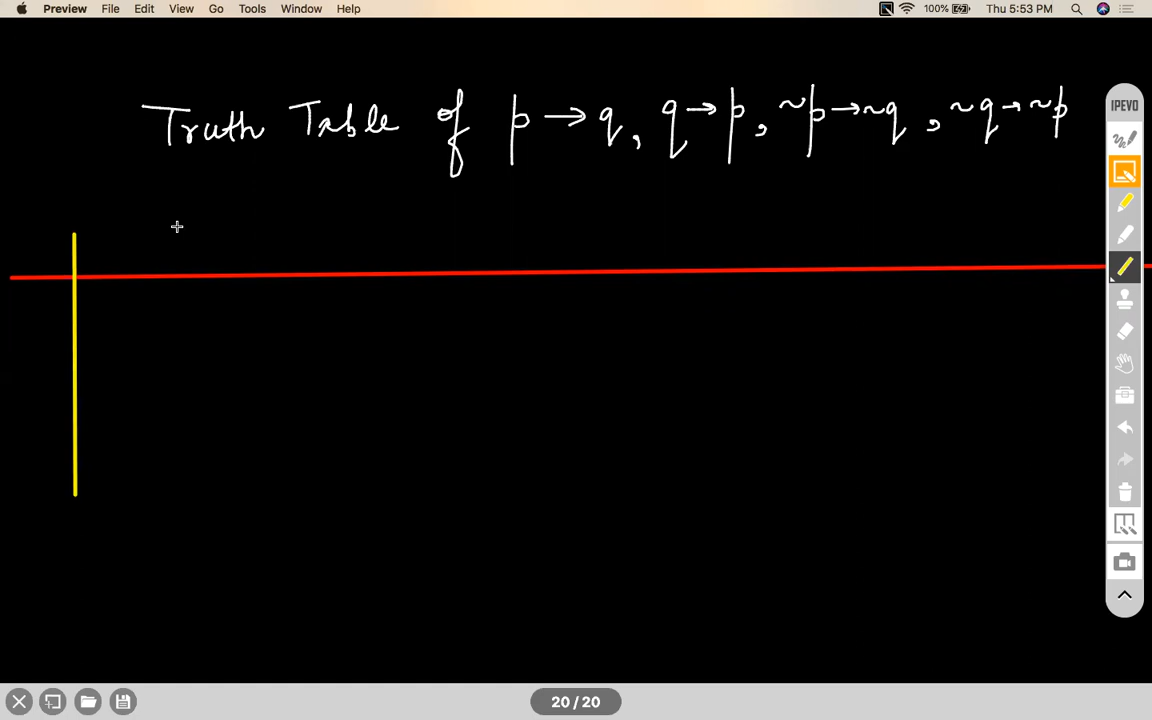 Preview File Edit View Go Tools Window Help 100% Thu 5:53 PM
Truth Table of p → q, q → p, ~p → ~q, ~q → ~p
IPEVO
20 / 20